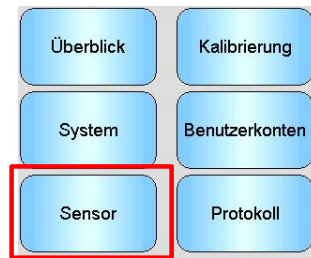 Überblick
Kalibrierung
System
Benutzerkonten
Sensor
Protokoll